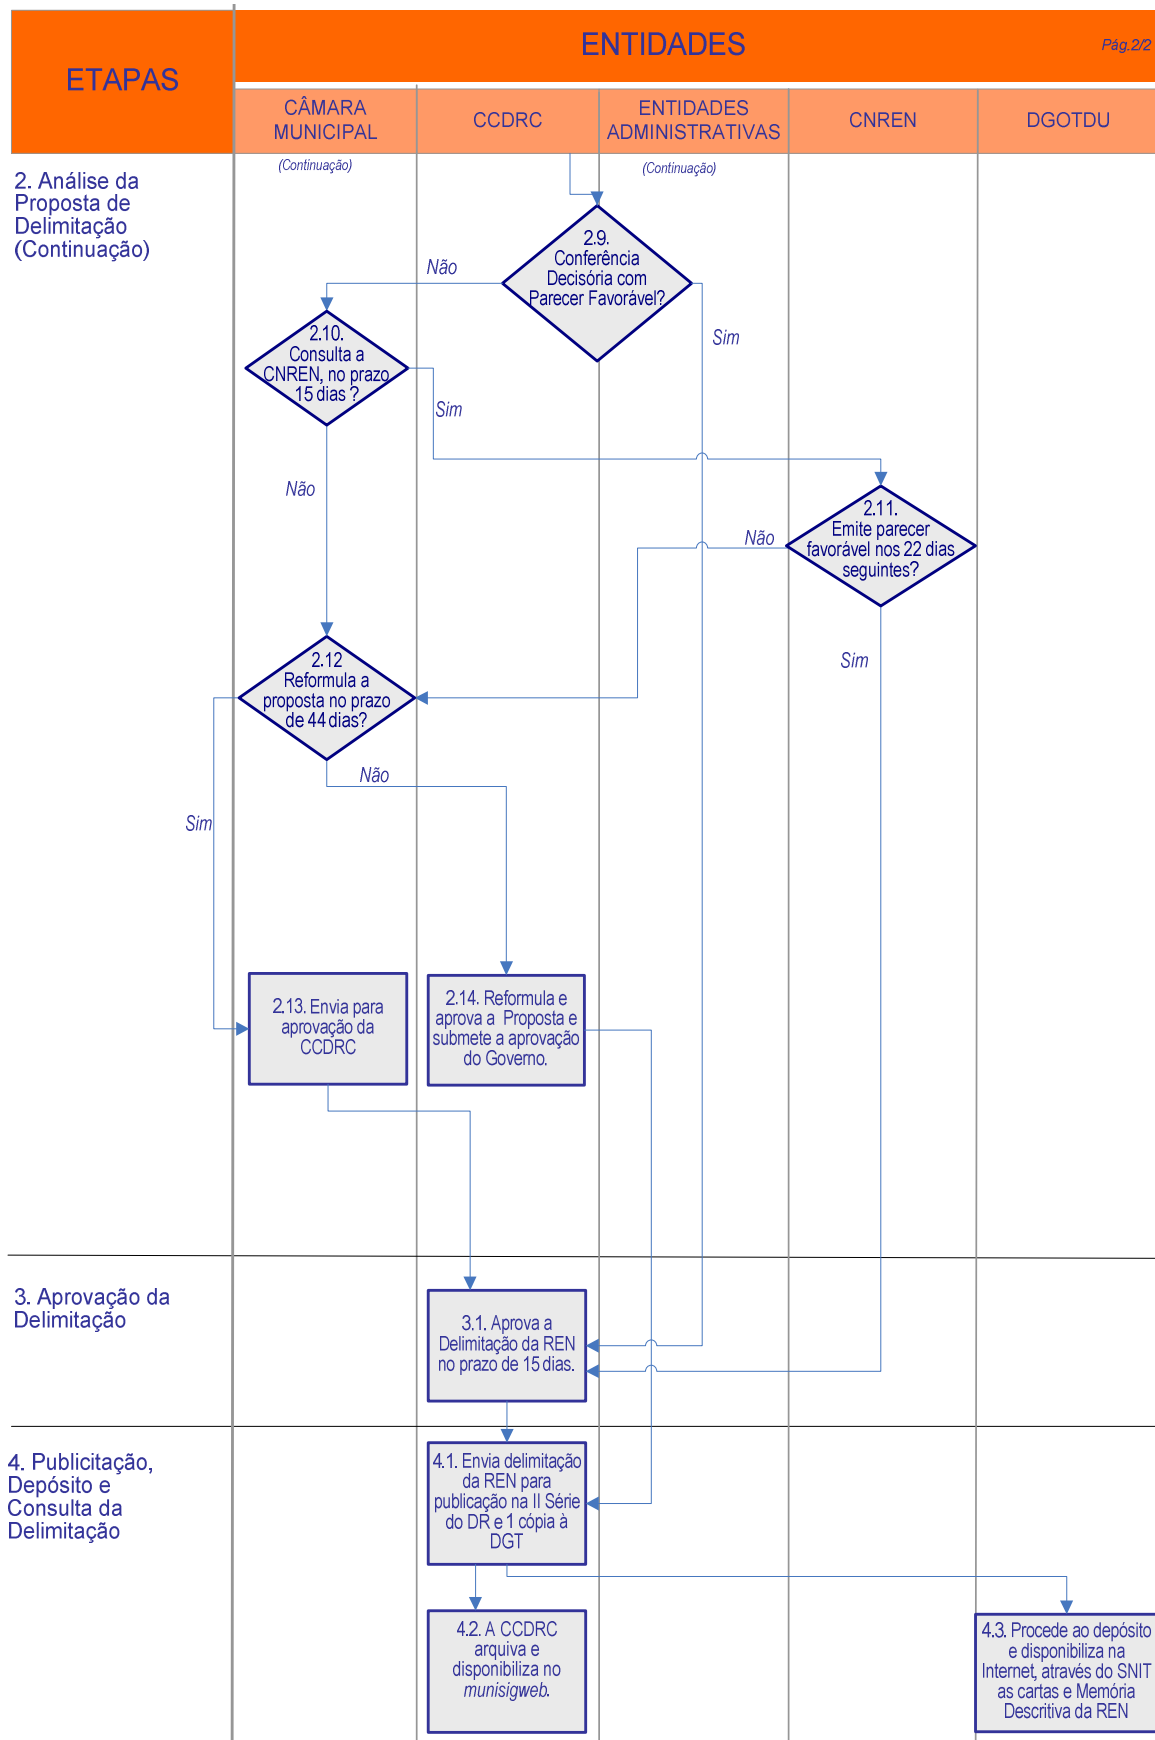 ETAPAS
ENTIDADES
Pág.2/2
CÂMARA
MUNICIPAL
CCDRC
ENTIDADES
ADMINISTRATIVAS
CNREN
DGOTDU
(Continuação)
(Continuação)
2. Análise da
Proposta de
Delimitação
(Continuação)
2.9.
Conferência
Decisória com
Parecer Favorável?
Não
Sim
2.10.
Consulta a
CNREN, no prazo
15 dias ?
Sim
Não
2.11.
Emite parecer
favorável nos 22 dias
seguintes?
Não
Sim
2.12
Reformula a
proposta no prazo
de 44 dias?
Não
Sim
2.13. Envia para
aprovação da
CCDRC
2.14. Reformula e
aprova a Proposta e
submete a aprovação
do Governo.
3. Aprovação da
Delimitação
3.1. Aprova a
Delimitação da REN
no prazo de 15 dias.
4. Publicitação,
Depósito e
Consulta da
Delimitação
4.1. Envia delimitação
da REN para
publicação na II Série
do DR e 1 cópia à
DGT
4.2. A CCDRC
arquiva e
disponibiliza no
munisigweb.
4.3. Procede ao depósito
e disponibiliza na
Internet, através do SNIT
as cartas e Memória
Descritiva da REN